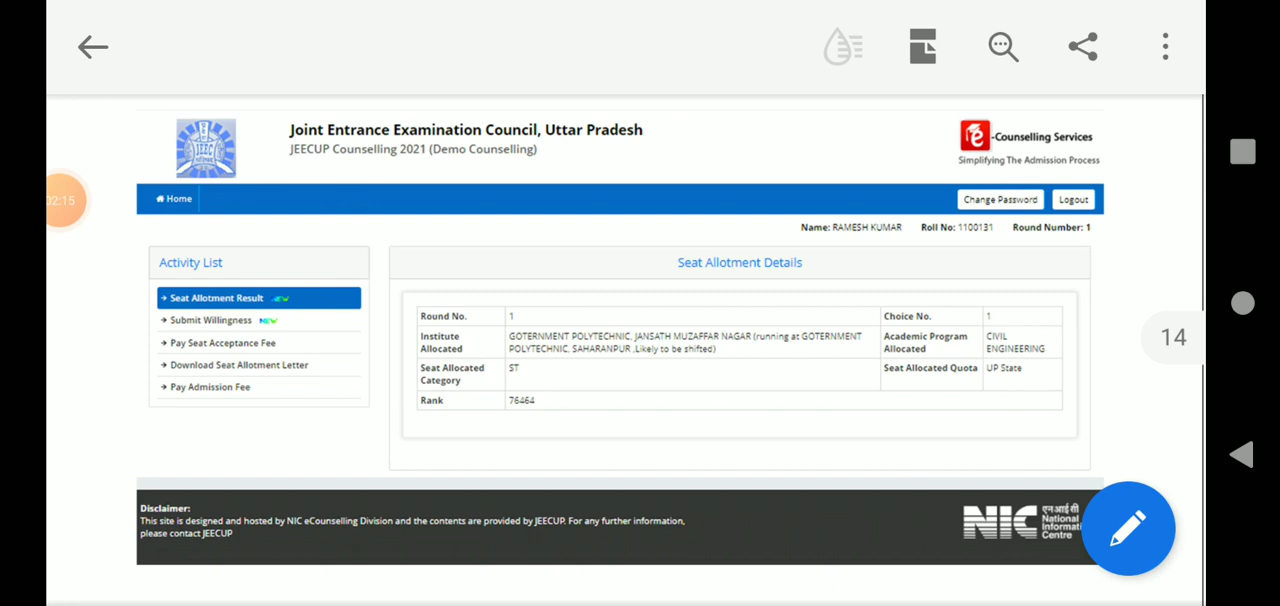 Joint Entrance Examination Council, Uttar Pradesh
JEECUP Counselling 2021 (Demo Counselling)
-Counselling Services
Simplifying The Admission Process
02:15
Home
Change Password
Logout
Name: RAMESH KUMAR Roll No: 1100131 Round Number: 1
Activity List
Seat Allotment Result NEW
Submit Willingness NEW
Pay Seat Acceptance Fee
Download Seat Allotment Letter
Pay Admission Fee
Seat Allotment Details
Round No. 1 Choice No. 1
Institute Allocated
GOTERNMENT POLYTECHNIC, JANSATH MUZAFFAR NAGAR (running at GOTERNMENT
POLYTECHNIC, SAHARANPUR ,Likely to be shifted)
Academic Program
Allocated
CIVIL
ENGINEERING
Seat Allocated
Category
ST
Seat Allocated Quota UP State
Rank 76464
14
Disclaimer:
This site is designed and hosted by NIC eCounselling Division and the contents are provided by JEECUP. For any further information,
please contact JEECUP
NIC
एन आई सी
National
Informati
Centre